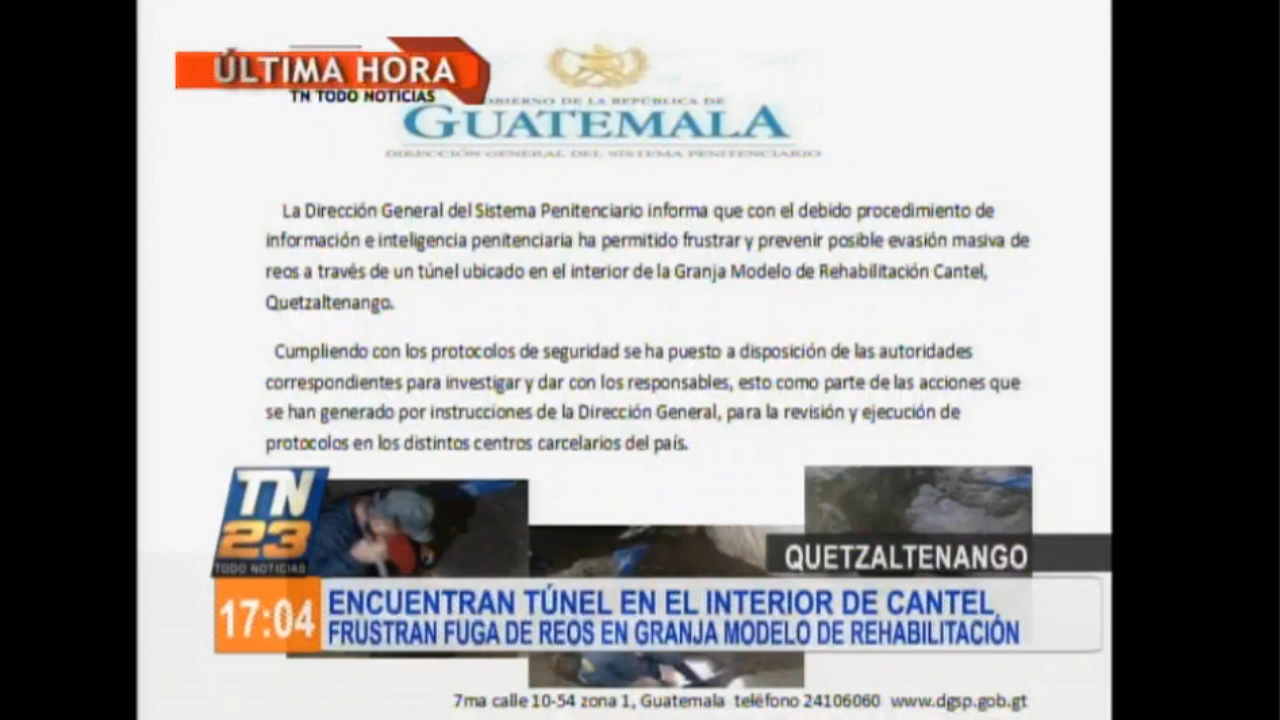 ÚLTIMA HORA
TN TODO NOTICIAS
GOBIERNO DE LA REPÚBLICA DE
GUATEMALA
DIRECCIÓN GENERAL DEL SISTEMA PENITENCIARIO
La Dirección General del Sistema Penitenciario informa que con el debido procedimiento de
información e inteligencia penitenciaria ha permitido frustrar y prevenir posible evasión masiva de
reos a través de un túnel ubicado en el interior de la Granja Modelo de Rehabilitación Cantel,
Quetzaltenango.
Cumpliendo con los protocolos de seguridad se ha puesto a disposición de las autoridades
correspondientes para investigar y dar con los responsables, esto como parte de las acciones que
se han generado por instrucciones de la Dirección General, para la revisión y ejecución de
protocolos en los distintos centros carcelarios del país.
TN
23
TODO NOTICIAS
QUETZALTENANGO
17:04
ENCUENTRAN TÚNEL EN EL INTERIOR DE CANTEL,
FRUSTRAN FUGA DE REOS EN GRANJA MODELO DE REHABILITACIÓN
7ma calle 10-54 zona 1, Guatemala teléfono 24106060 www.dgsp.gob.gt